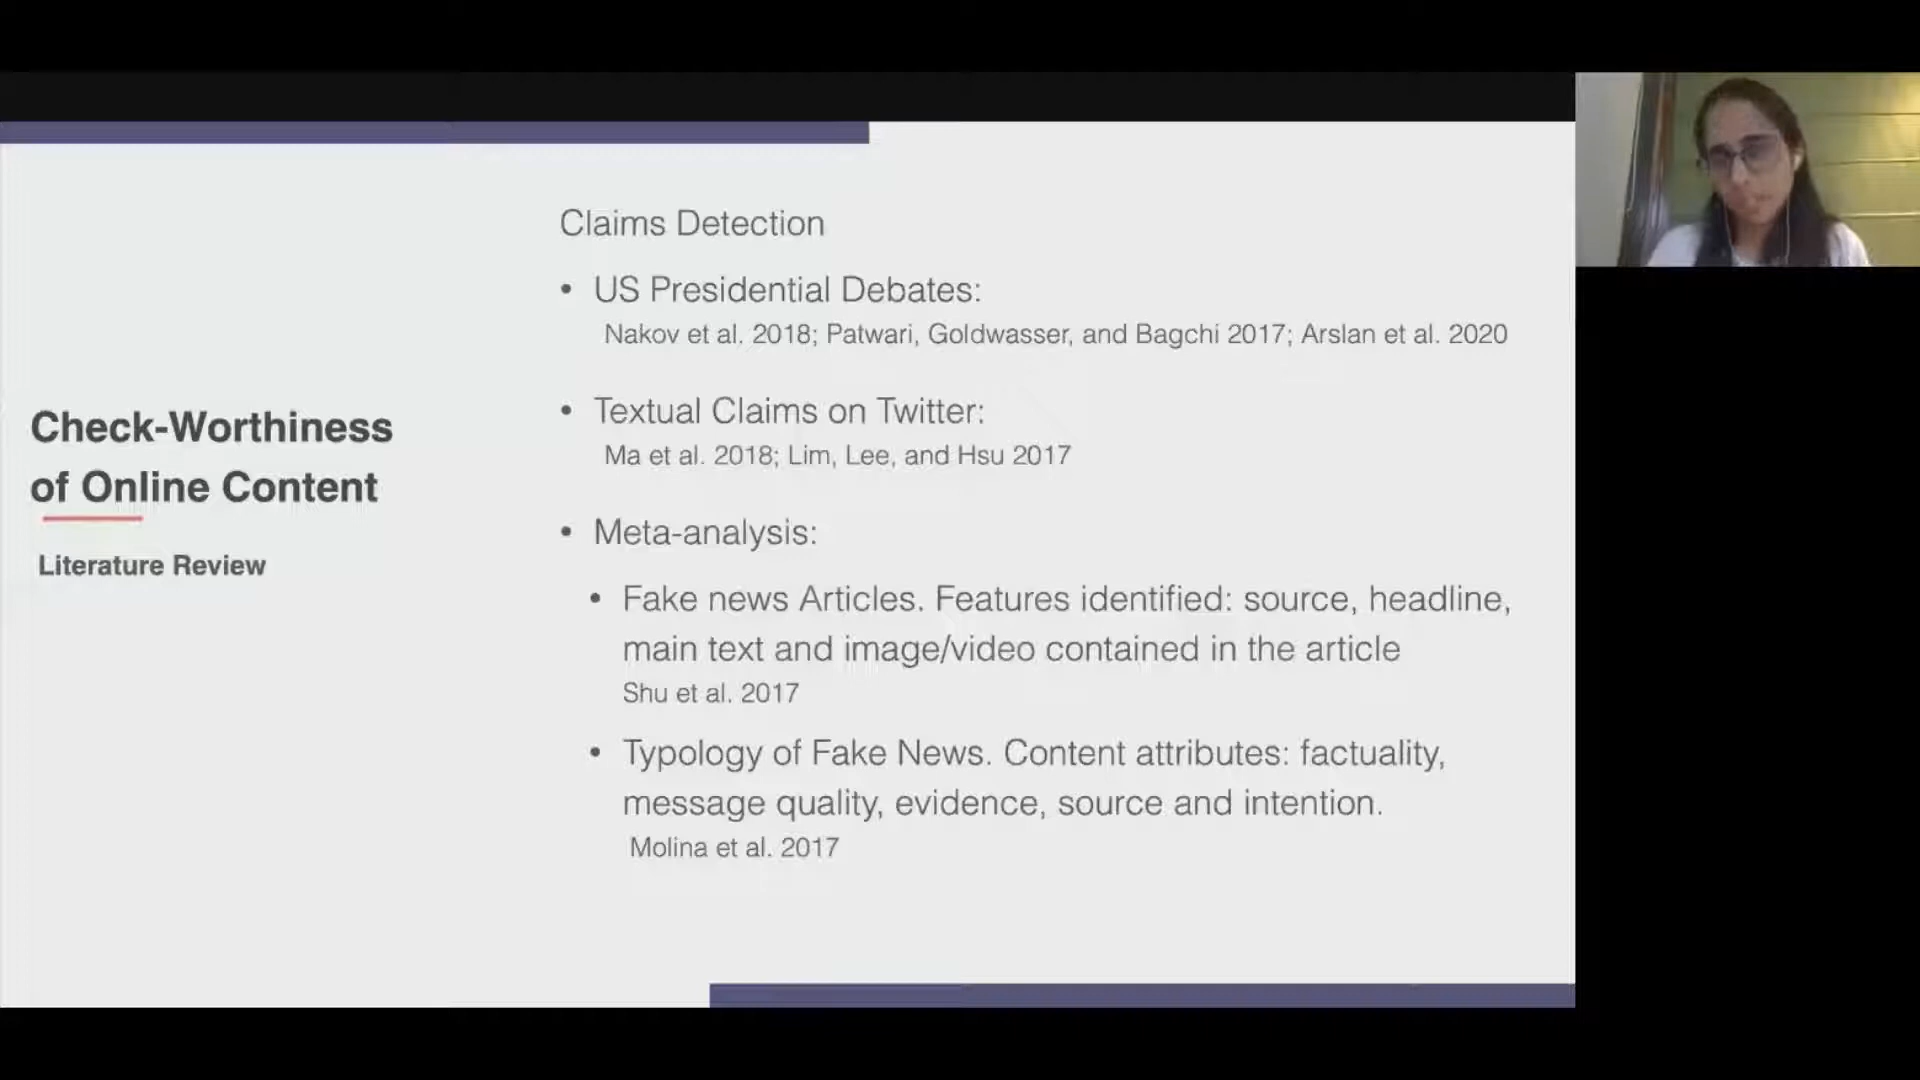 Check-Worthiness
of Online Content
Literature Review
Claims Detection
• US Presidential Debates:
Nakov et al. 2018; Patwari, Goldwasser, and Bagchi 2017; Arslan et al. 2020
• Textual Claims on Twitter:
Ma et al. 2018; Lim, Lee, and Hsu 2017
• Meta-analysis:
• Fake news Articles. Features identified: source, headline,
main text and image/video contained in the article
Shu et al. 2017
• Typology of Fake News. Content attributes: factuality,
message quality, evidence, source and intention.
Molina et al. 2017